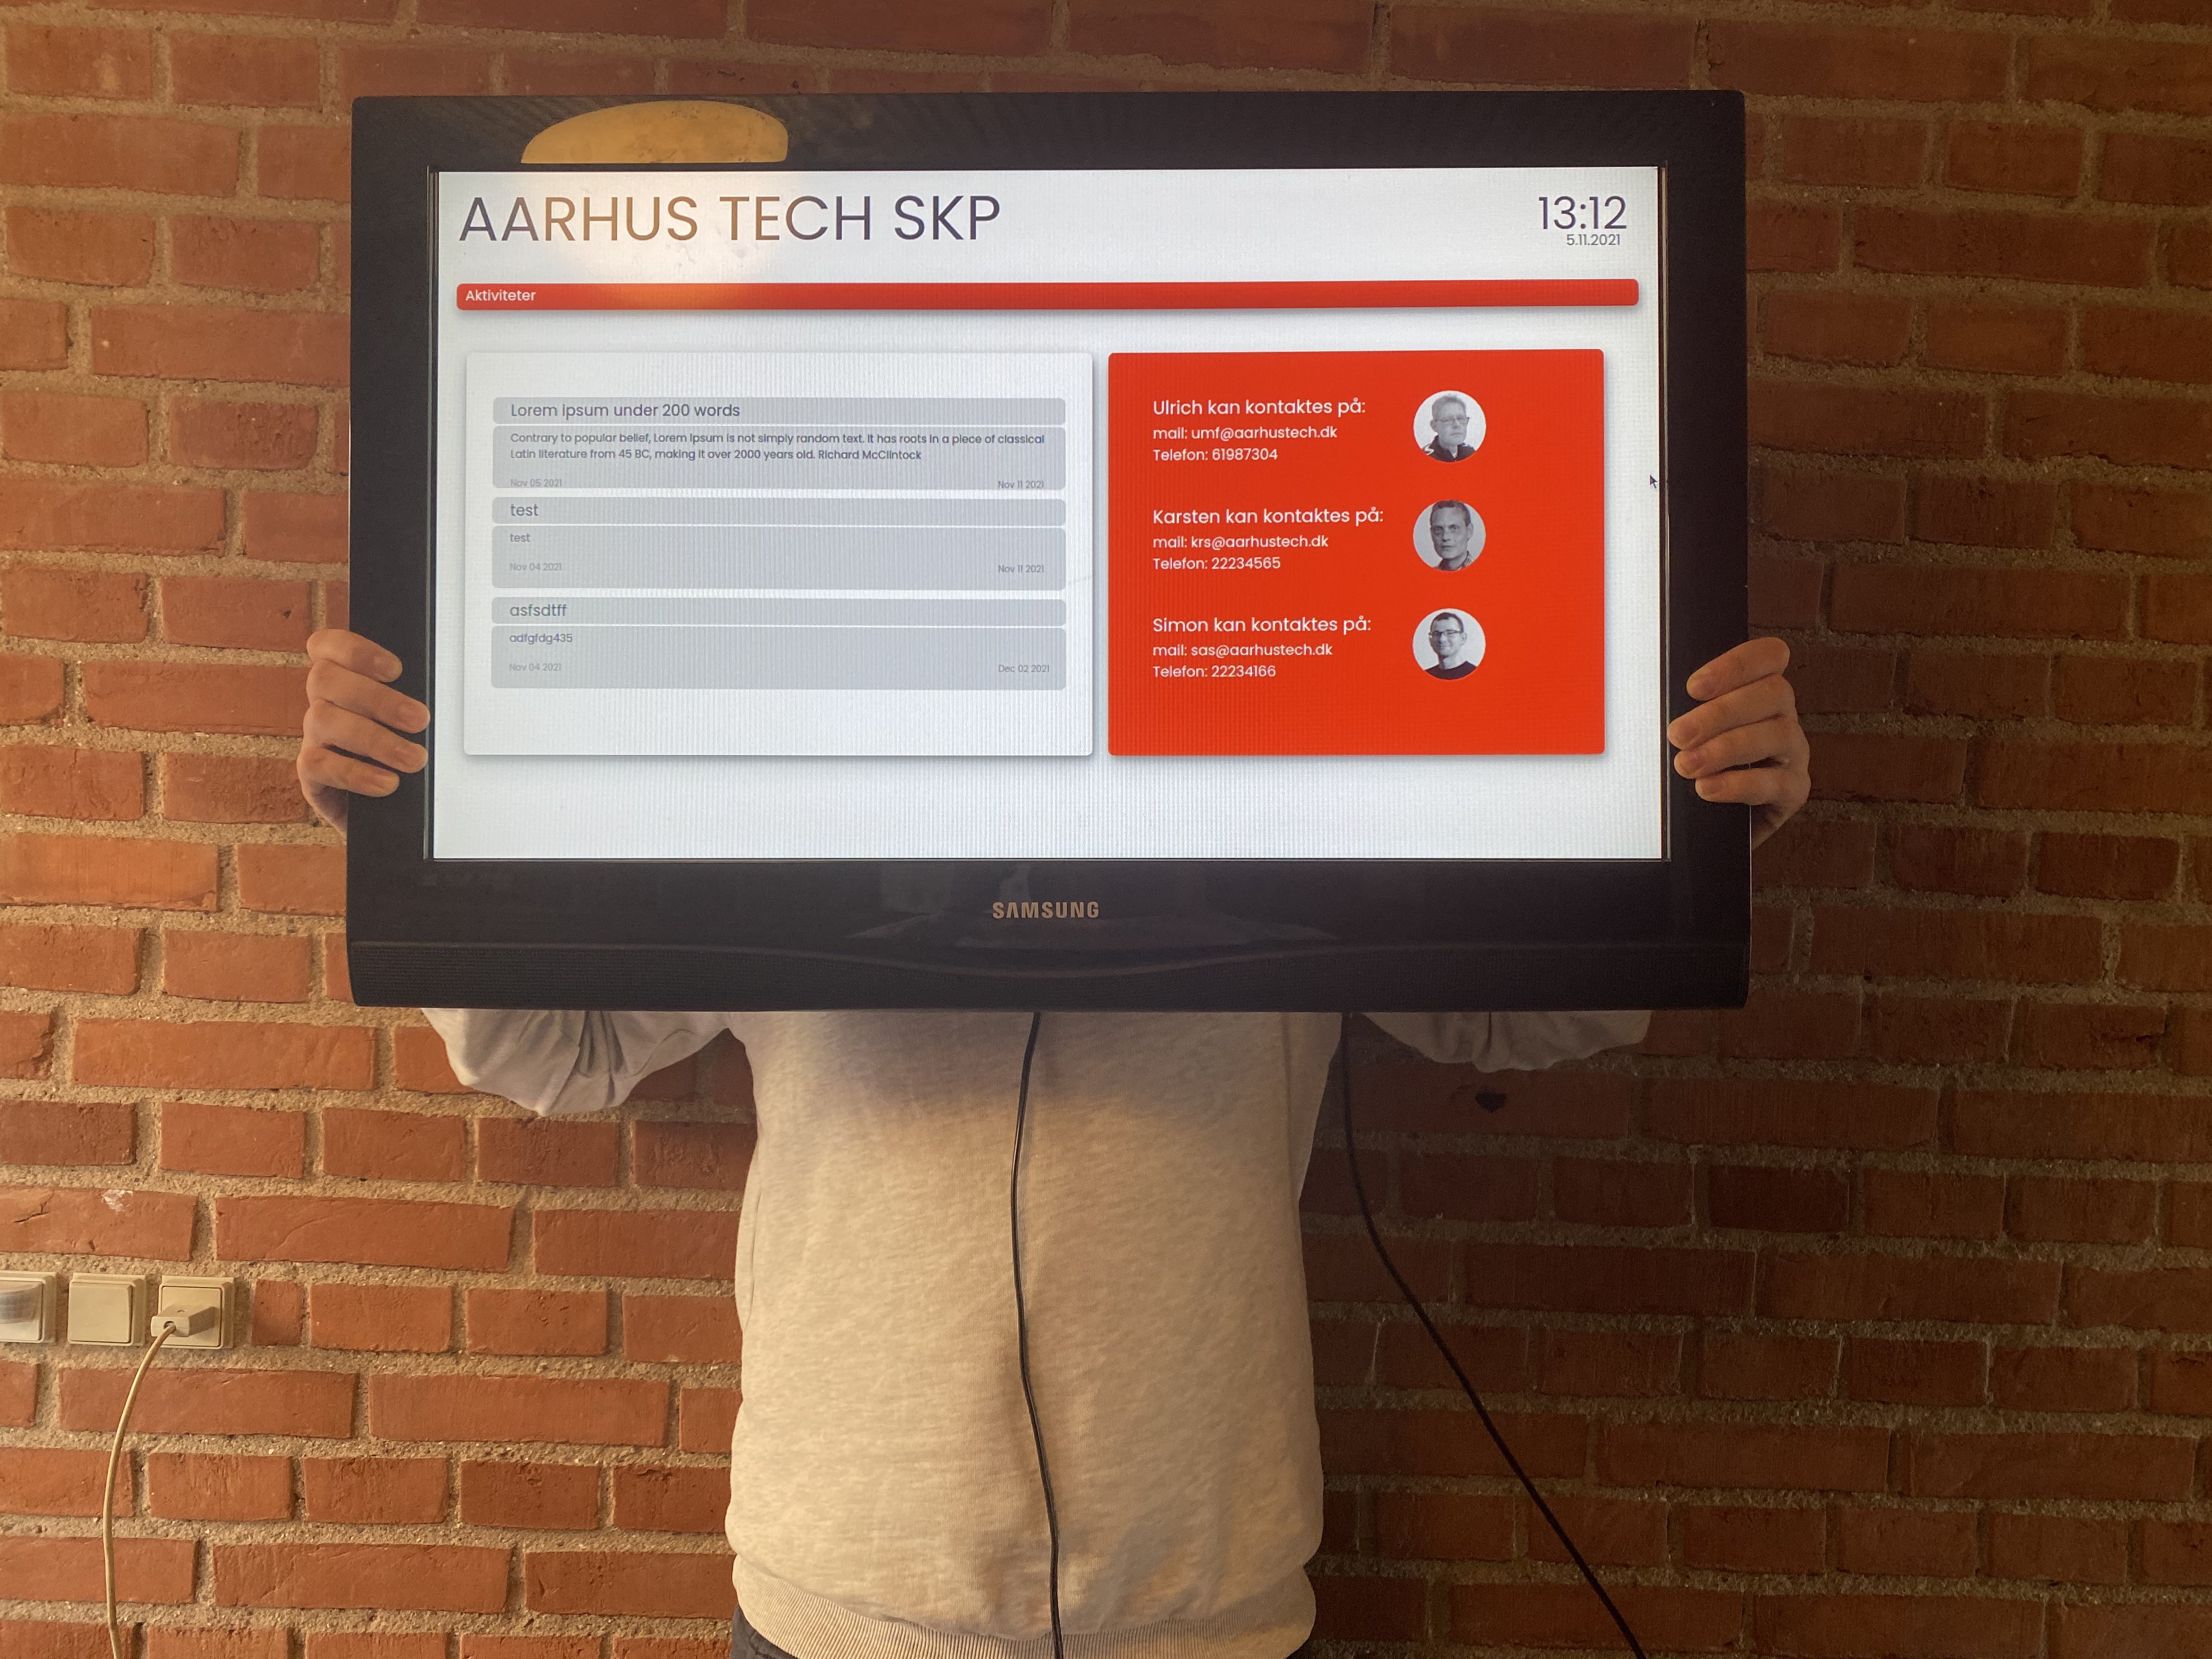 AARHUS TECH SKP
13:12
5.11.2021
Aktiviteter
Lorem ipsum under 200 words
Contrary to popular belief, Lorem Ipsum is not simply random text. It has roots in a piece of classical
Latin literature from 45 BC, making it over 2000 years old. Richard McClintock
Nov 05 2021
Nov 11 2021
test
test
Nov 04 2021
Nov 11 2021
asfsdtff
adfgfdg435
Nov 04 2021
Dec 02 2021
Ulrich kan kontaktes på:
mail: umf@aarhustech.dk
Telefon: 61987304
Karsten kan kontaktes på:
mail: krs@aarhustech.dk
Telefon: 22234565
Simon kan kontaktes på:
mail: sas@aarhustech.dk
Telefon: 22234166
SAMSUNG